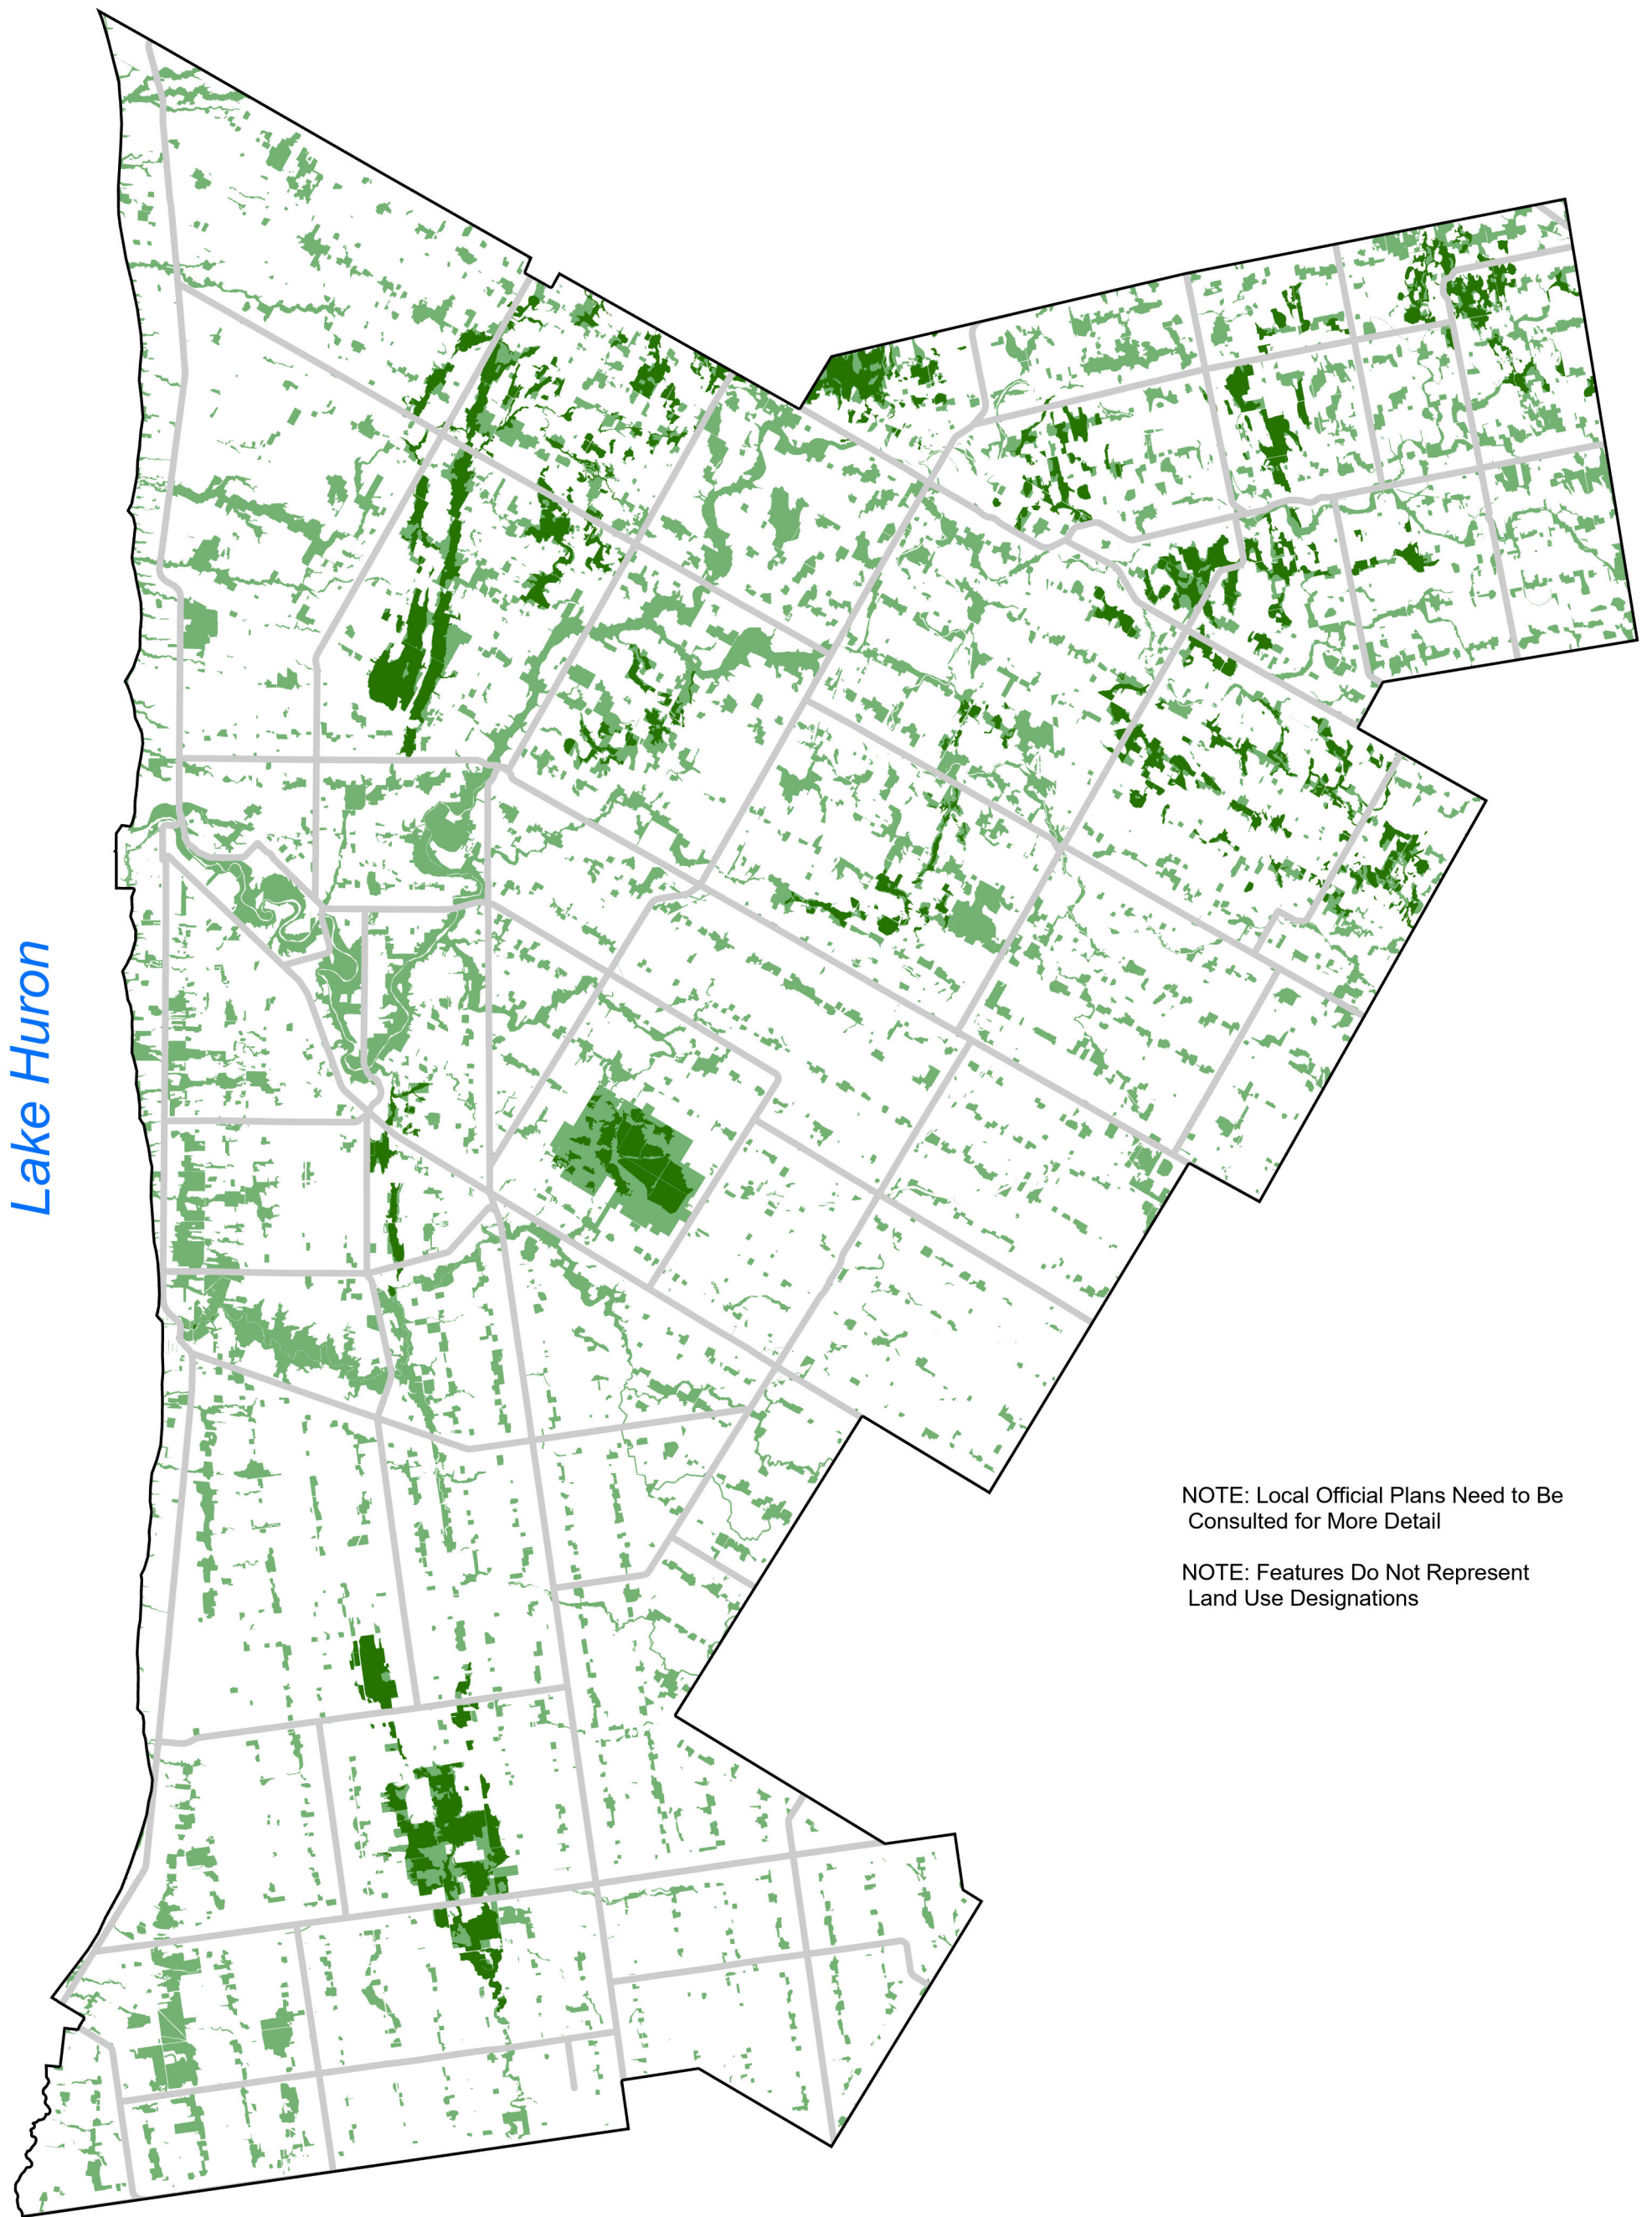 Lake Huron
NOTE: Local Official Plans Need to Be
Consulted for More Detail
NOTE: Features Do Not Represent
Land Use Designations